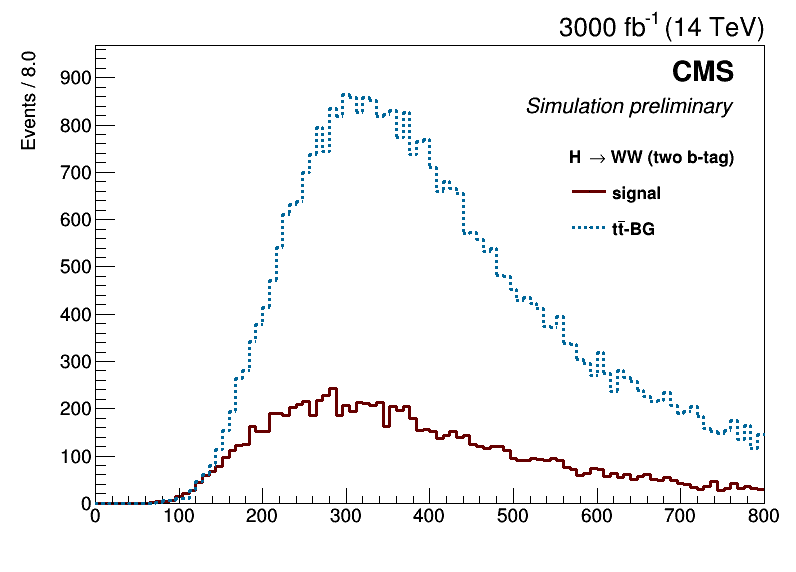 3000 fb-1 (14 TeV)
CMS
Simulation preliminary
H → WW (two b-tag)
signal
tt̄-BG
Events / 8.0
900
800
700
600
500
400
300
200
100
0
0 100 200 300 400 500 600 700 800